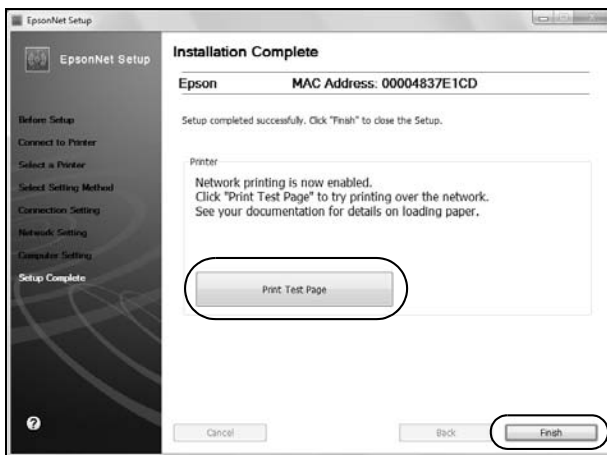 EpsonNet Setup
EpsonNet Setup
Before Setup
Connect to Printer
Select a Printer
Select Setting Method
Connection Setting
Network Setting
Computer Setting
Setup Complete
?
Installation Complete
Epson MAC Address: 00004837E1CD
Setup completed successfully. Click "Finish" to close the Setup.
Printer
Network printing is now enabled.
Click "Print Test Page" to try printing over the network.
See your documentation for details on loading paper.
Print Test Page
Cancel Back Finish